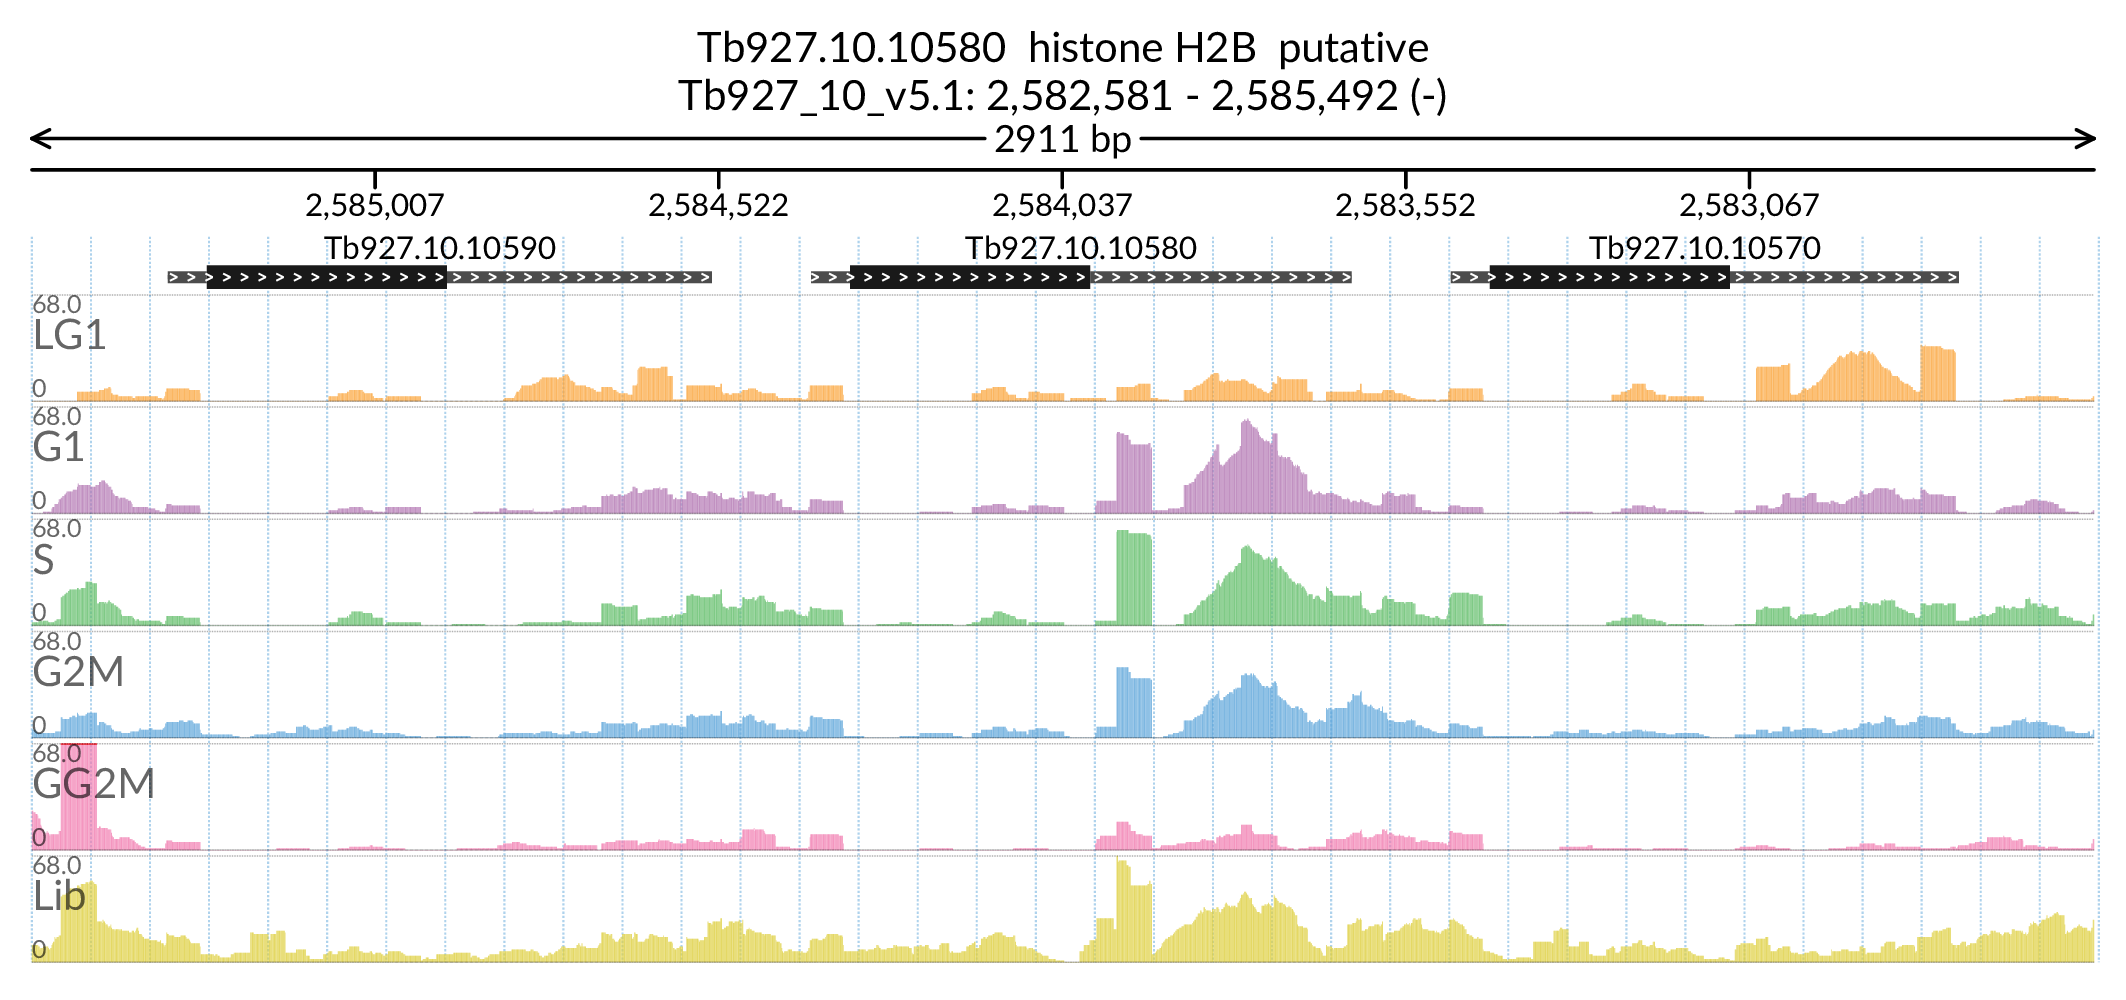 Tb927.10.10580 histone H2B putative
Tb927_10_v5.1: 2,582,581 - 2,585,492 (-)
2911 bp
2,585,007 2,584,522 2,584,037 2,583,552 2,583,067
Tb927.10.10590 Tb927.10.10580 Tb927.10.10570
68.0
LG1
0
68.0
G1
0
68.0
S
0
68.0
G2M
0
68.0
GG2M
0
68.0
Lib
0